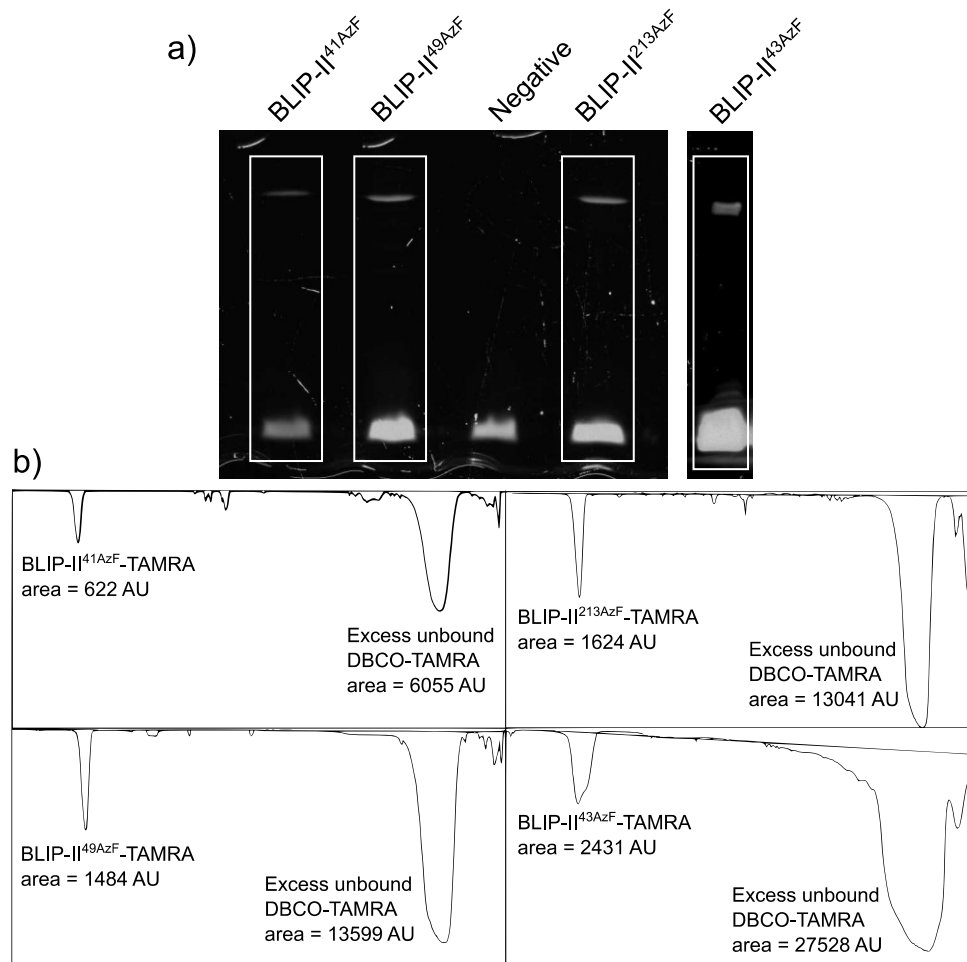 a)
BLIP-II41AzF
BLIP-II49AzF
Negative
BLIP-II213AzF
BLIP-II43AzF
b)
BLIP-II41AzF-TAMRA
area = 622 AU
Excess unbound
DBCO-TAMRA
area = 6055 AU
BLIP-II213AzF-TAMRA
area = 1624 AU
Excess unbound
DBCO-TAMRA
area = 13041 AU
BLIP-II49AzF-TAMRA
area = 1484 AU
Excess unbound
DBCO-TAMRA
area = 13599 AU
BLIP-II43AzF-TAMRA
area = 2431 AU
Excess unbound
DBCO-TAMRA
area = 27528 AU